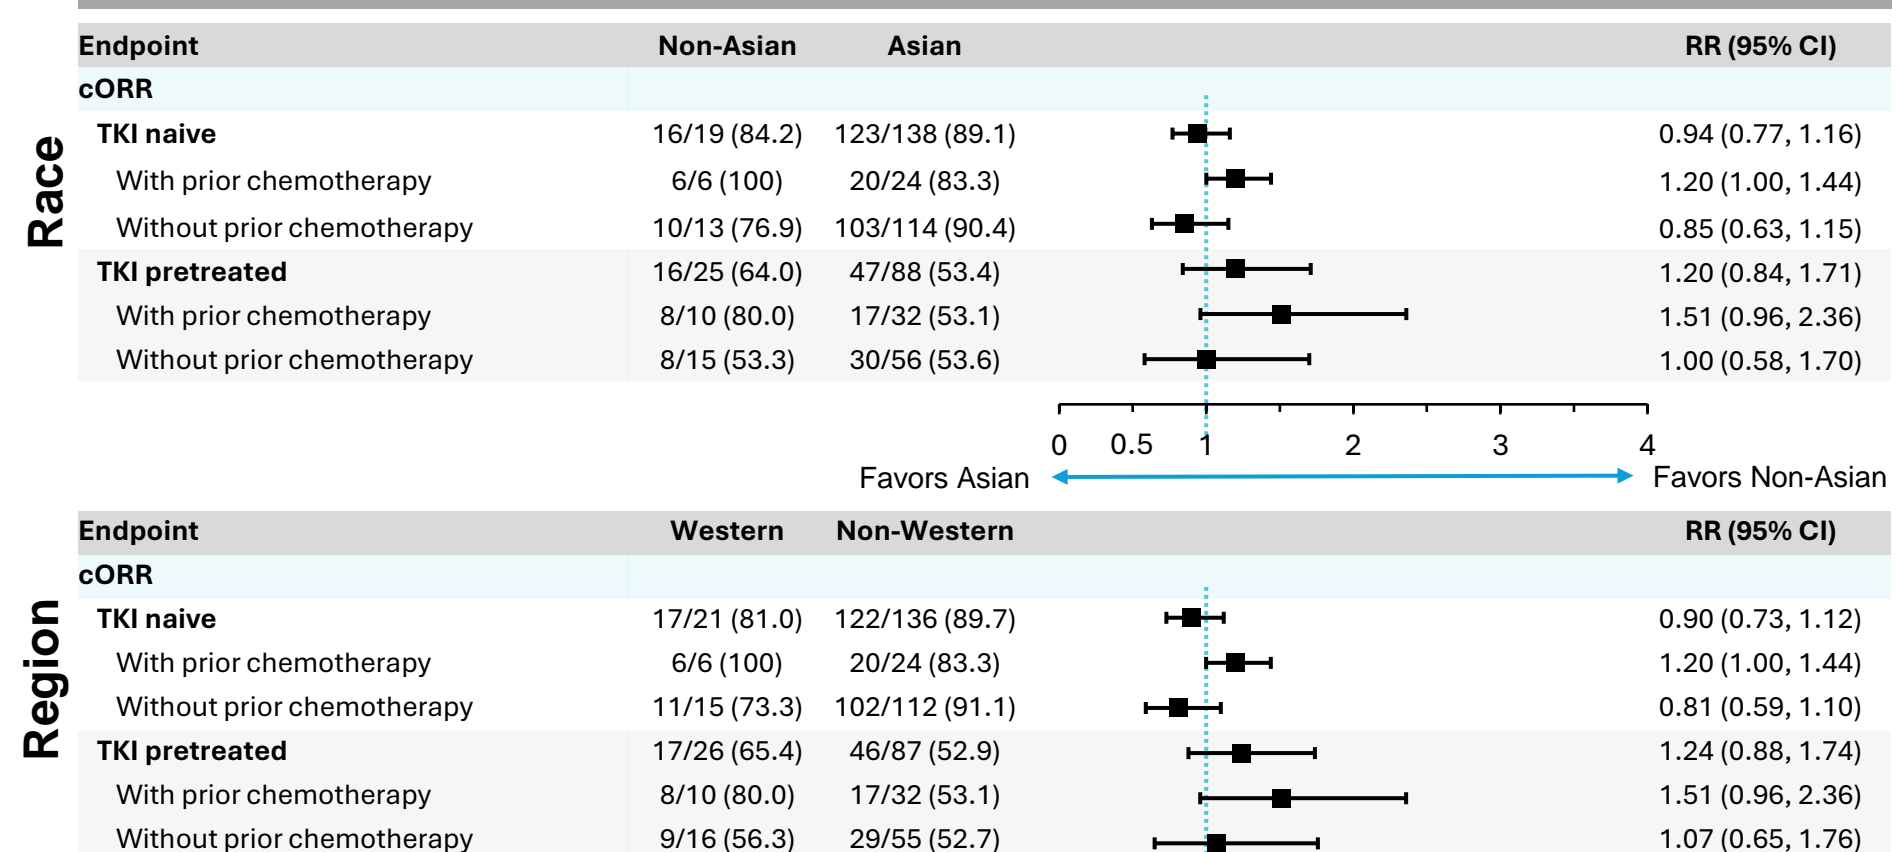 Race
Endpoint Non-Asian Asian RR (95% CI)
cORR
TKI naive 16/19 (84.2) 123/138 (89.1) 0.94 (0.77, 1.16)
With prior chemotherapy 6/6 (100) 20/24 (83.3) 1.20 (1.00, 1.44)
Without prior chemotherapy 10/13 (76.9) 103/114 (90.4) 0.85 (0.63, 1.15)
TKI pretreated 16/25 (64.0) 47/88 (53.4) 1.20 (0.84, 1.71)
With prior chemotherapy 8/10 (80.0) 17/32 (53.1) 1.51 (0.96, 2.36)
Without prior chemotherapy 8/15 (53.3) 30/56 (53.6) 1.00 (0.58, 1.70)
0 0.5 1 2 3 4
Favors Asian Favors Non-Asian
Region
Endpoint Western Non-Western RR (95% CI)
cORR
TKI naive 17/21 (81.0) 122/136 (89.7) 0.90 (0.73, 1.12)
With prior chemotherapy 6/6 (100) 20/24 (83.3) 1.20 (1.00, 1.44)
Without prior chemotherapy 11/15 (73.3) 102/112 (91.1) 0.81 (0.59, 1.10)
TKI pretreated 17/26 (65.4) 46/87 (52.9) 1.24 (0.88, 1.74)
With prior chemotherapy 8/10 (80.0) 17/32 (53.1) 1.51 (0.96, 2.36)
Without prior chemotherapy 9/16 (56.3) 29/55 (52.7) 1.07 (0.65, 1.76)